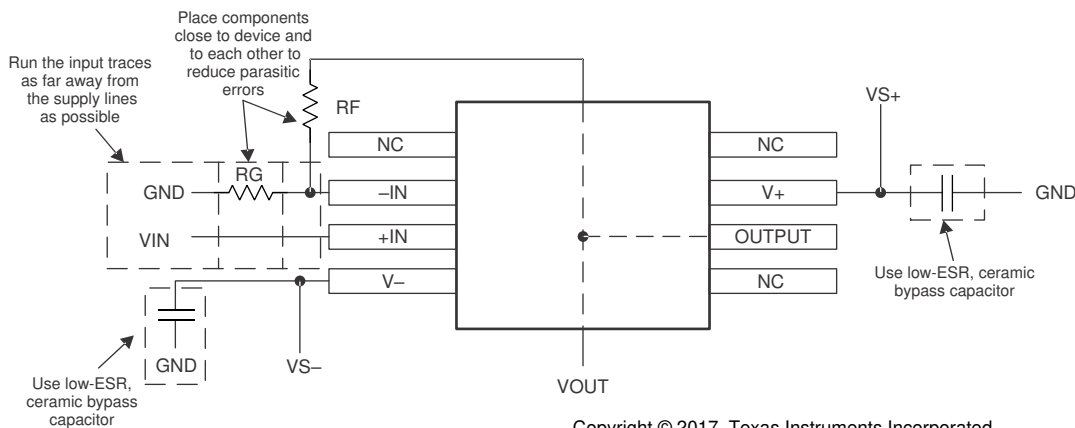 Place components
close to device and
to each other to
reduce parasitic
errors
Run the input traces
as far away from
the supply lines
as possible
RF
VS+
NC
NC
RG
GND
–IN
V+
GND
VIN
+IN
OUTPUT
V–
NC
Use low-ESR, ceramic
bypass capacitor
GND
VS–
VOUT
Use low-ESR,
ceramic bypass
capacitor
Copyright © 2017, Texas Instruments Incorporated